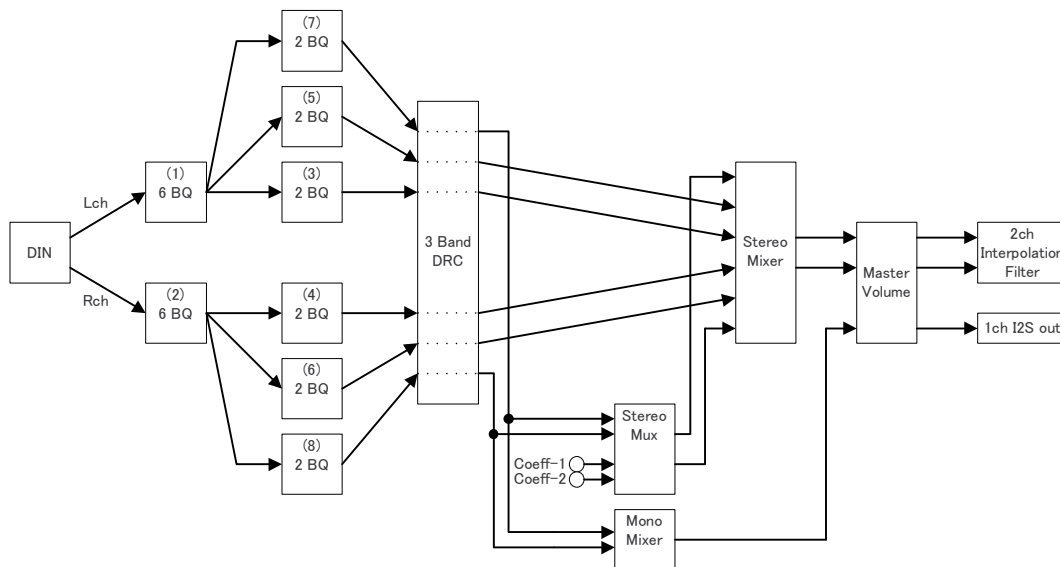 (7)
2 BQ
(5)
2 BQ
(1)
6 BQ
(3)
2 BQ
Lch
DIN
Rch
(2)
6 BQ
(4)
2 BQ
(6)
2 BQ
(8)
2 BQ
3 Band
DRC
Stereo
Mixer
Master
Volume
2ch
Interpolation
Filter
1ch I2S out
Stereo
Mux
Coeff-1
Coeff-2
Mono
Mixer